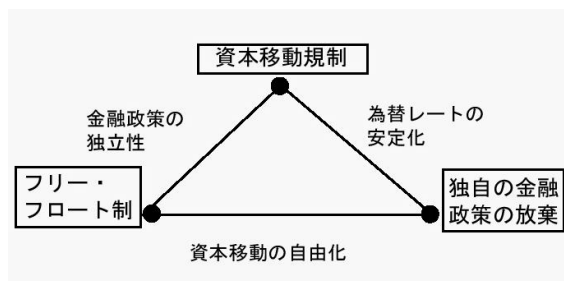 資本移動規制
金融政策の
独立性
為替レートの
安定化
フリー・
フロート制
独自の金融
政策の放棄
資本移動の自由化